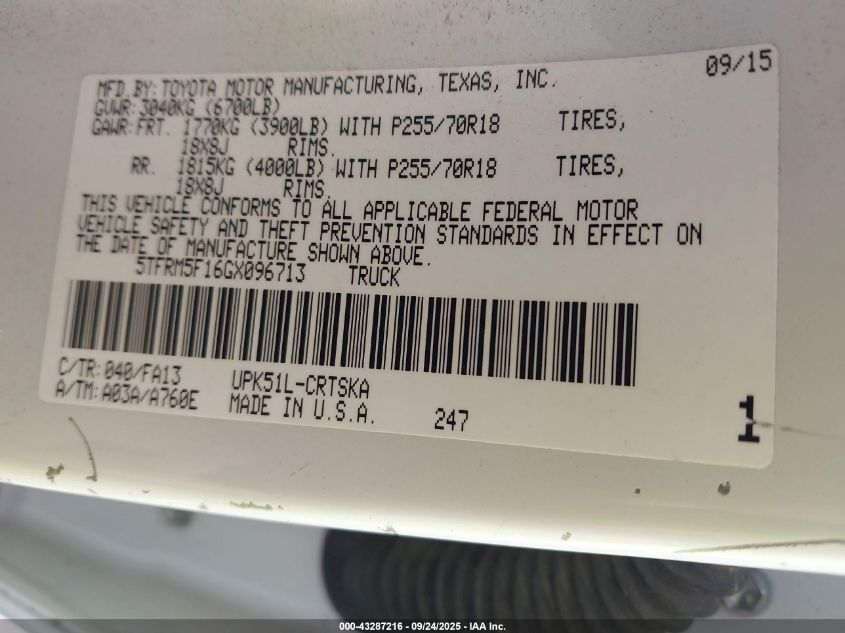 09/15
MFD. BY: TOYOTA MOTOR MANUFACTURING, TEXAS, INC.
GVWR: 3040KG (6700LB)
GAWR: FRT. 1770KG (3900LB) WITH P255/70R18 TIRES,
18X8J RIMS.
RR. 1815KG (4000LB) WITH P255/70R18 TIRES,
18X8J RIMS.
THIS VEHICLE CONFORMS TO ALL APPLICABLE FEDERAL MOTOR
VEHICLE SAFETY AND THEFT PREVENTION STANDARDS IN EFFECT ON
THE DATE OF MANUFACTURE SHOWN ABOVE.
5TFRM5F16GX096713 TRUCK
C/TR: 040/FA13 UPK51L-CRTSKA
A/TM: A03A/A760E MADE IN U.S.A. 247
1
000-43287216 - 09/24/2025 - IAA Inc.